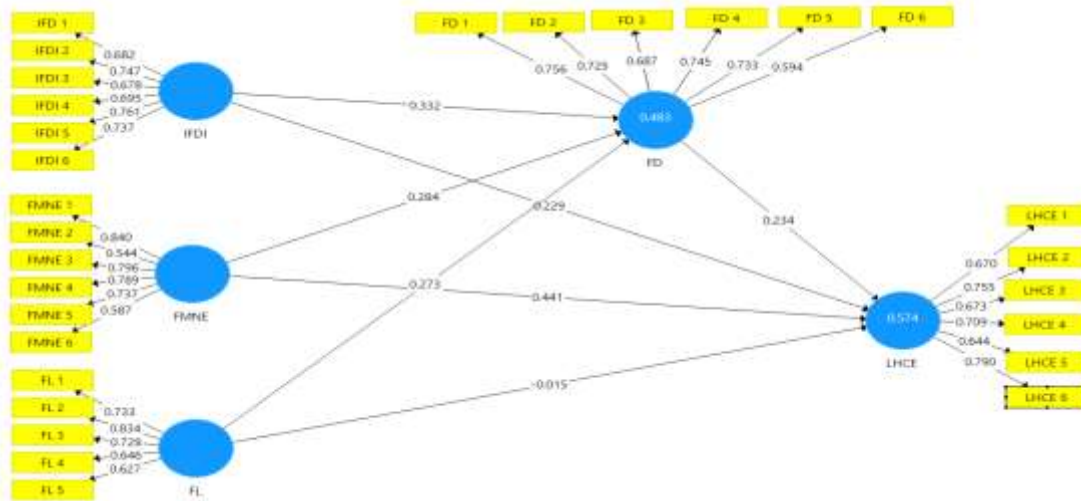 IFD 1
IFDI 2
IFDI 3
IFDI 4
IFDI 5
IFDI 6
0.682
0.747
0.678
0.695
0.761
0.737
IFDI
FD 1
FD 2
FD 3
FD 4
FD 5
FD 6
0.756
0.729
0.687
0.745
0.733
0.594
0.483
FD
0.332
0.284
0.229
0.273
0.234
0.441
-0.015
FMNE 1
FMNE 2
FMNE 3
FMNE 4
FMNE 5
FMNE 6
0.840
0.544
0.796
0.789
0.737
0.587
FMNE
LHCE 1
LHCE 2
LHCE 3
LHCE 4
LHCE 5
LHCE 6
0.670
0.755
0.673
0.709
0.644
0.790
0.574
LHCE
FL 1
FL 2
FL 3
FL 4
FL 5
0.733
0.834
0.729
0.646
0.627
FL